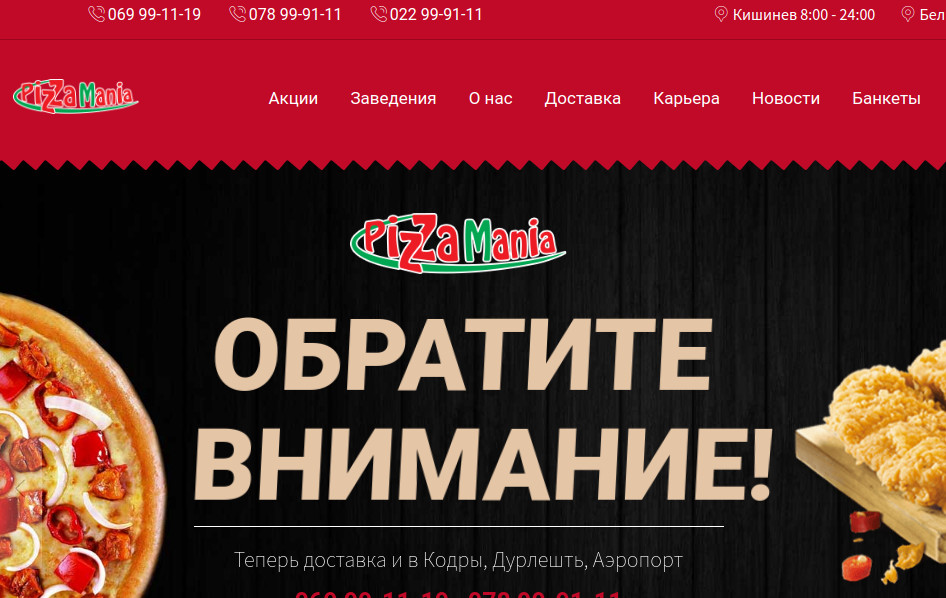 069 99-11-19 078 99-91-11 022 99-91-11 Кишинев 8:00 - 24:00 Бел
PizzaMania Акции Заведения О нас Доставка Карьера Новости Банкеты
PizzaMania
ОБРАТИТЕ
ВНИМАНИЕ!
Теперь доставка и в Кодры, Дурлешть, Аэропорт